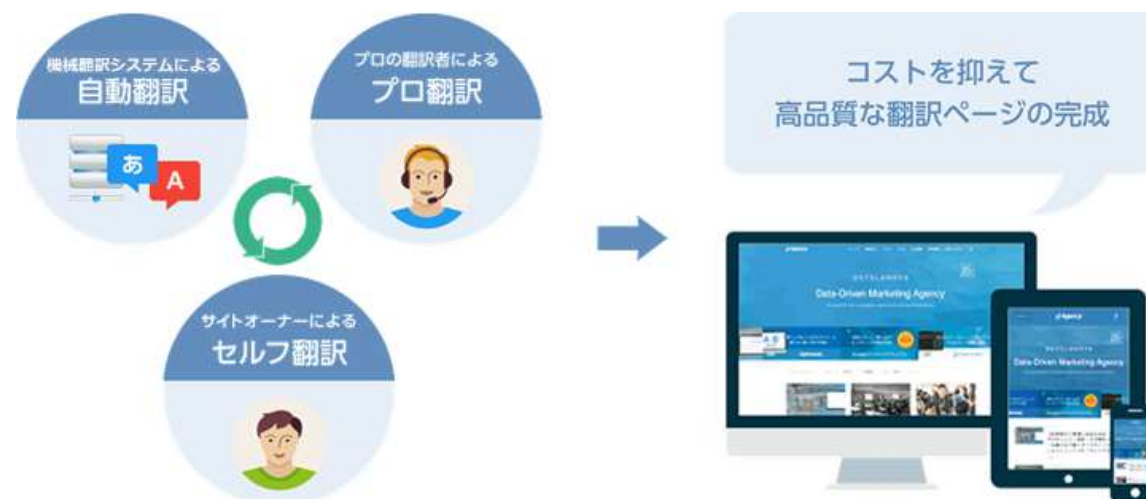 機械翻訳システムによる
自動翻訳
あ
A
プロの翻訳者による
プロ翻訳
サイトオーナーによる
セルフ翻訳
コストを抑えて
高品質な翻訳ページの完成
Data-Driven Marketing Agency
Data-Driven Marketing Agency